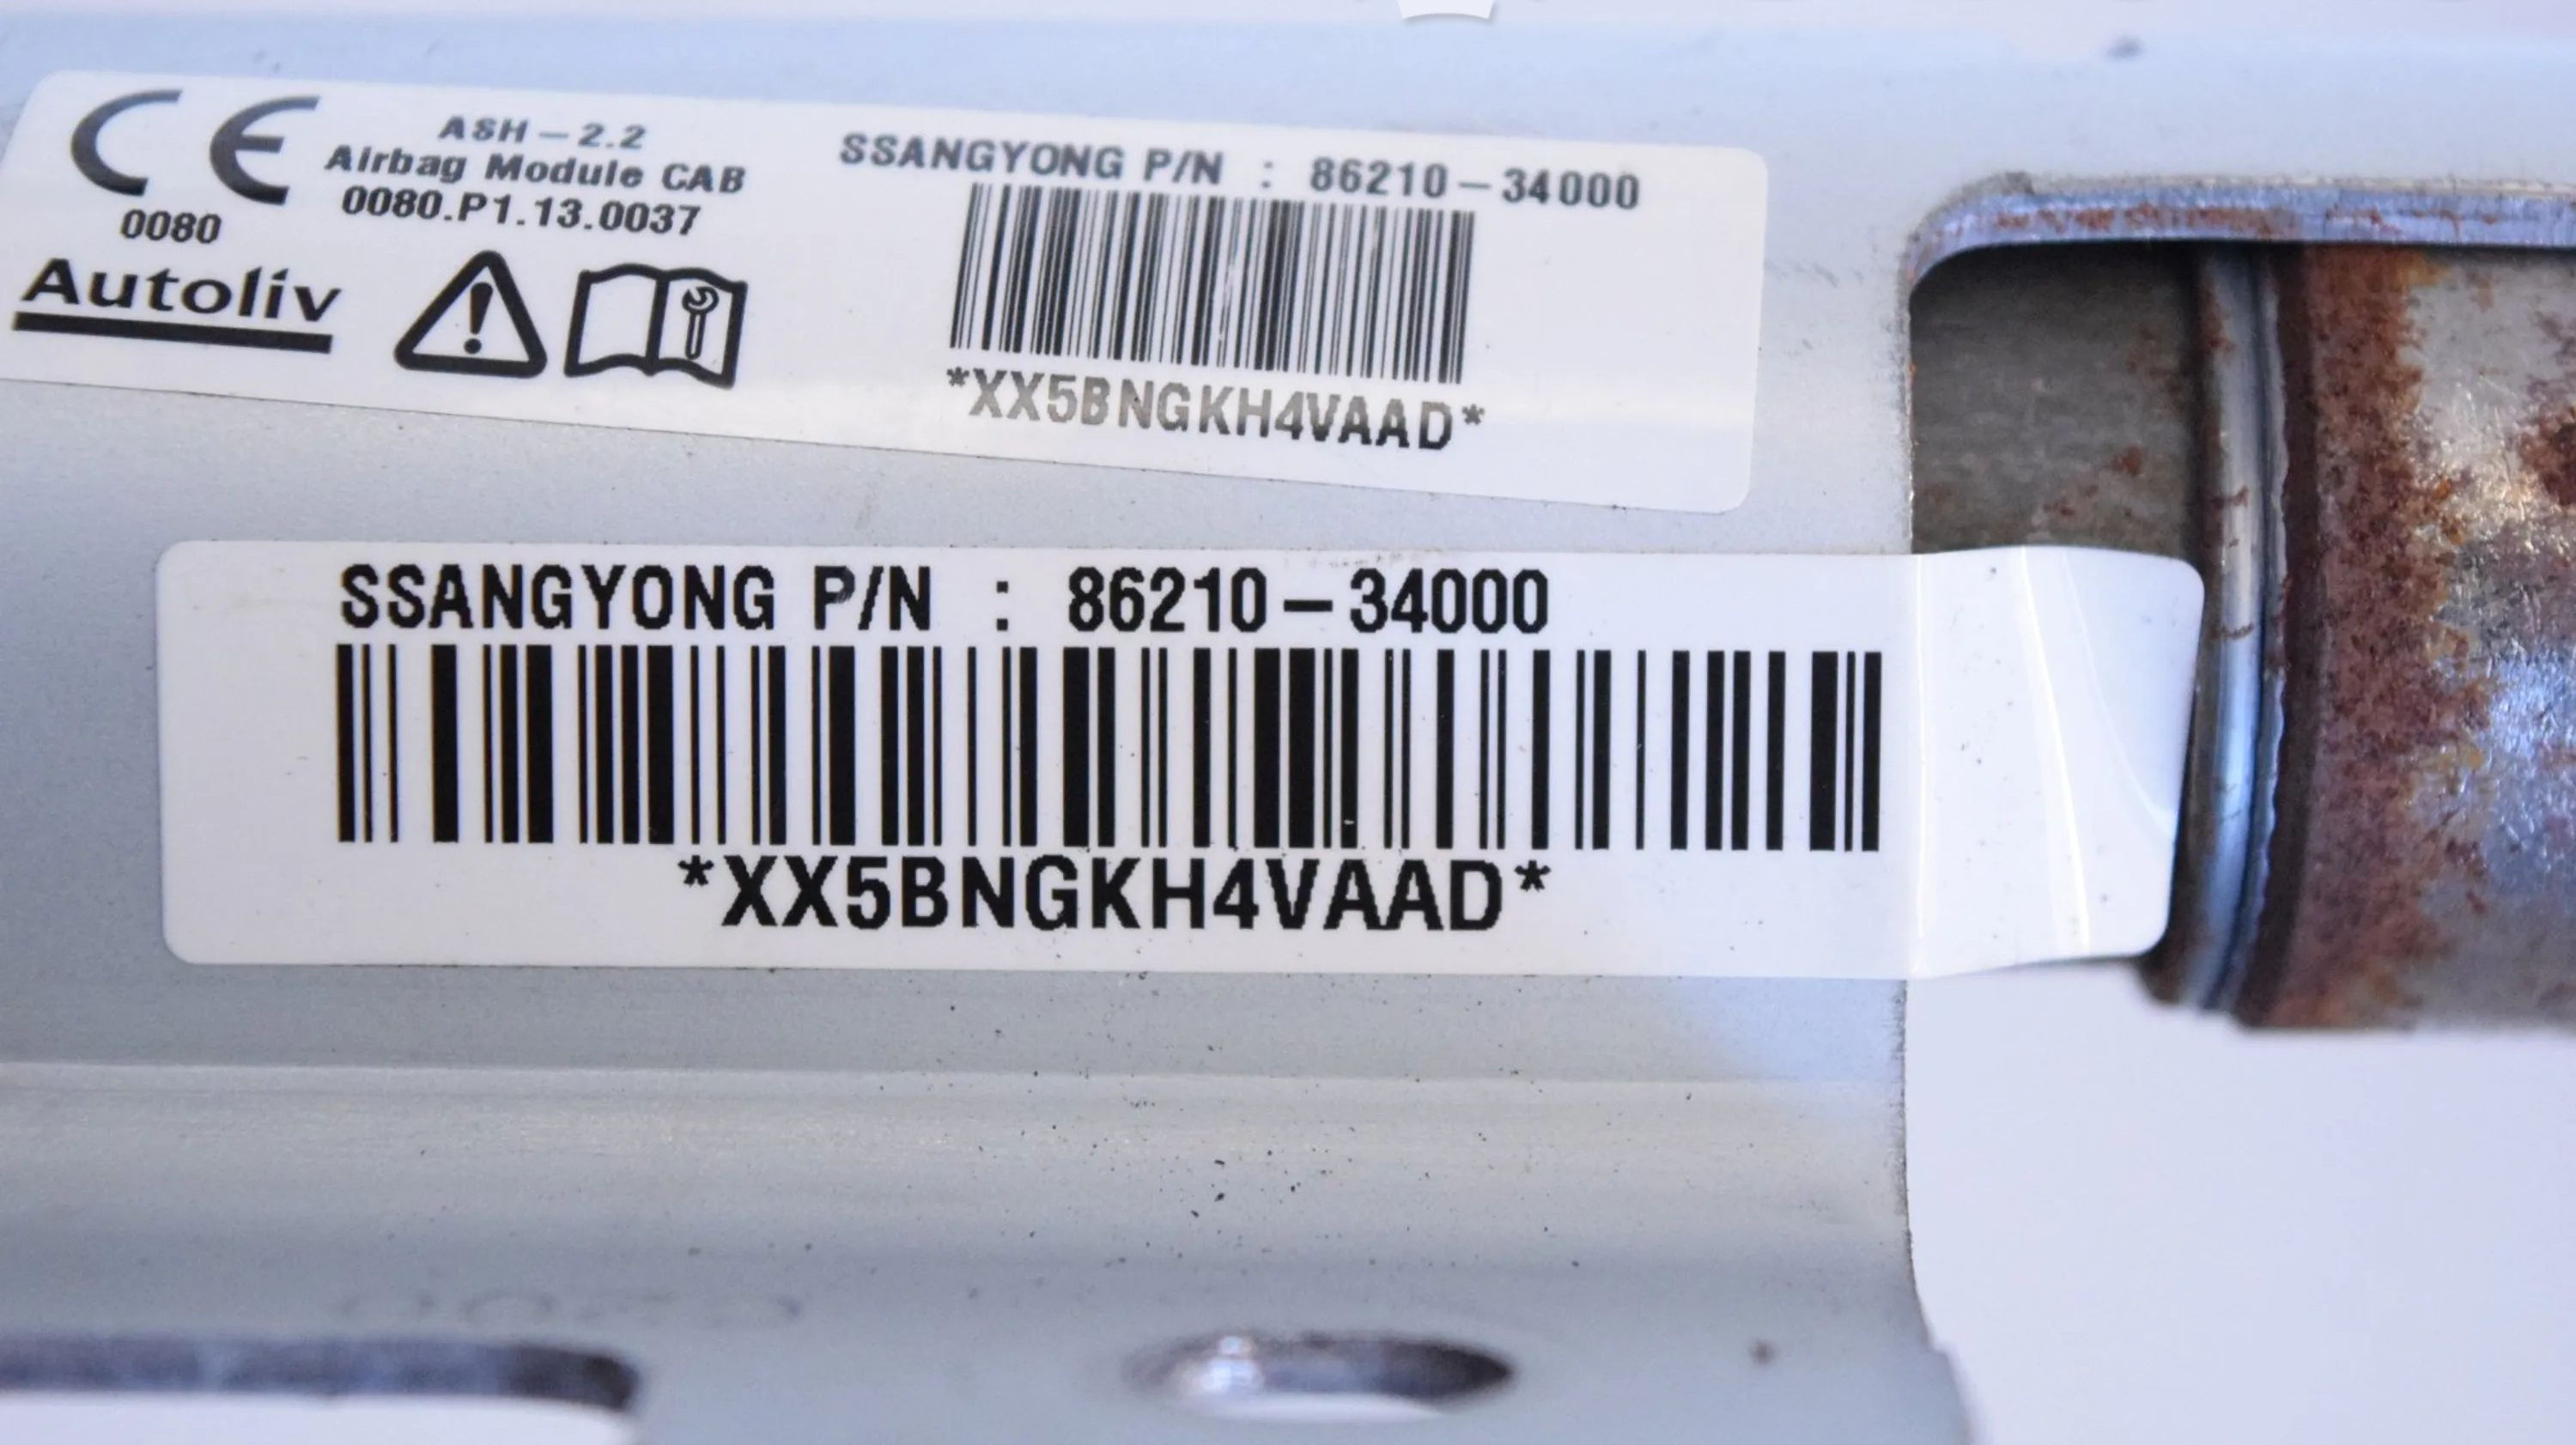 CE
0080
ASH-2.2
Airbag Module CAB
0080.P1.13.0037
Autoliv
SSANGYONG P/N : 86210-34000
*XX5BNGKH4VAAD*
SSANGYONG P/N : 86210-34000
*XX5BNGKH4VAAD*